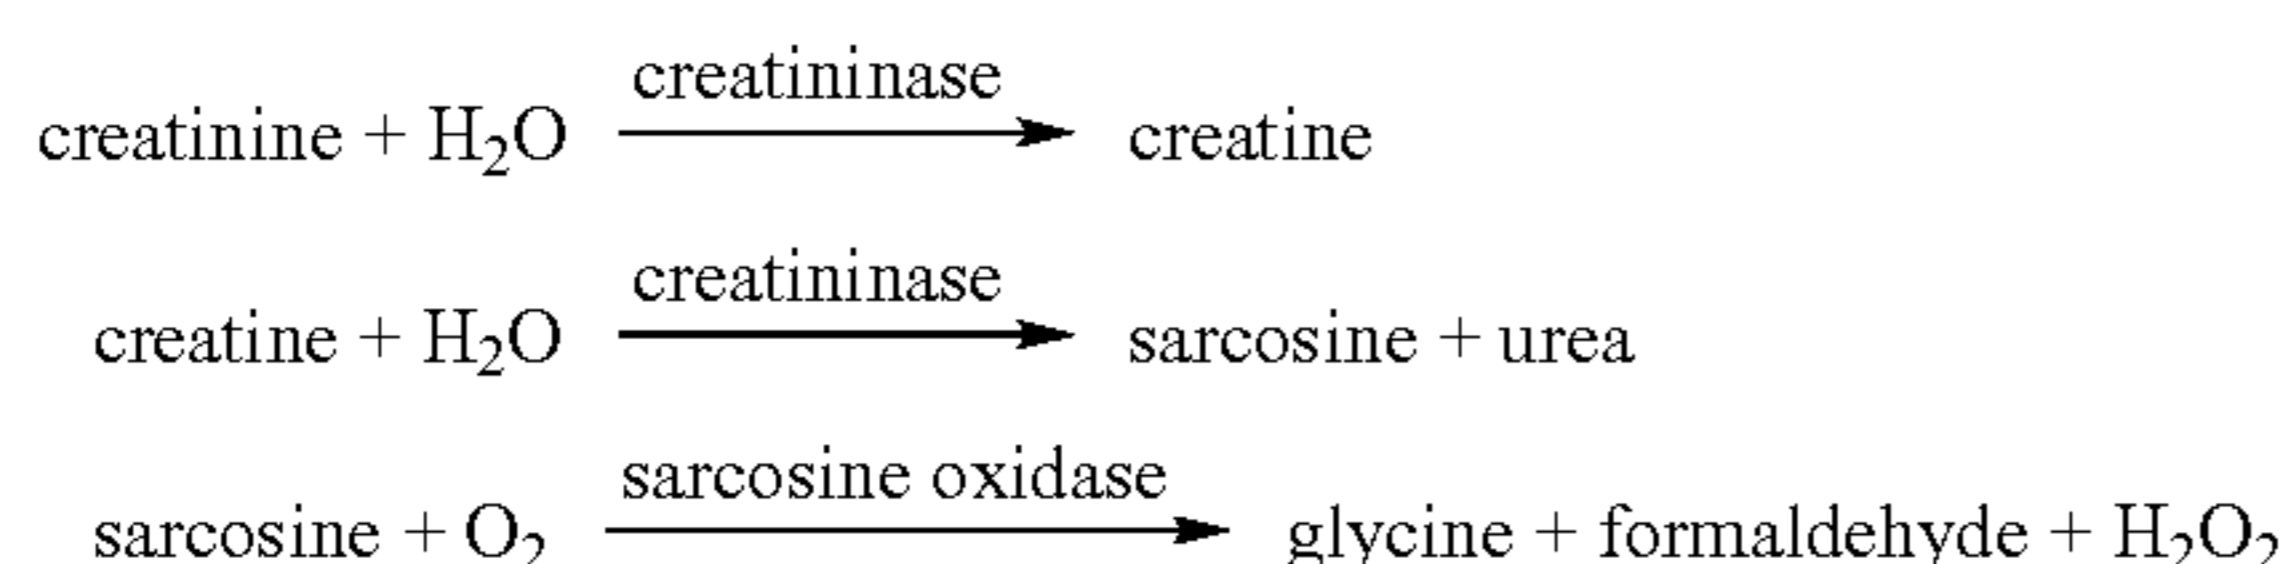 creatininase
creatinine + H₂O creatine
creatininase
creatine + H₂O sarcosine + urea
sarcosine oxidase
sarcosine + O₂ glycine + formaldehyde + H₂O₂